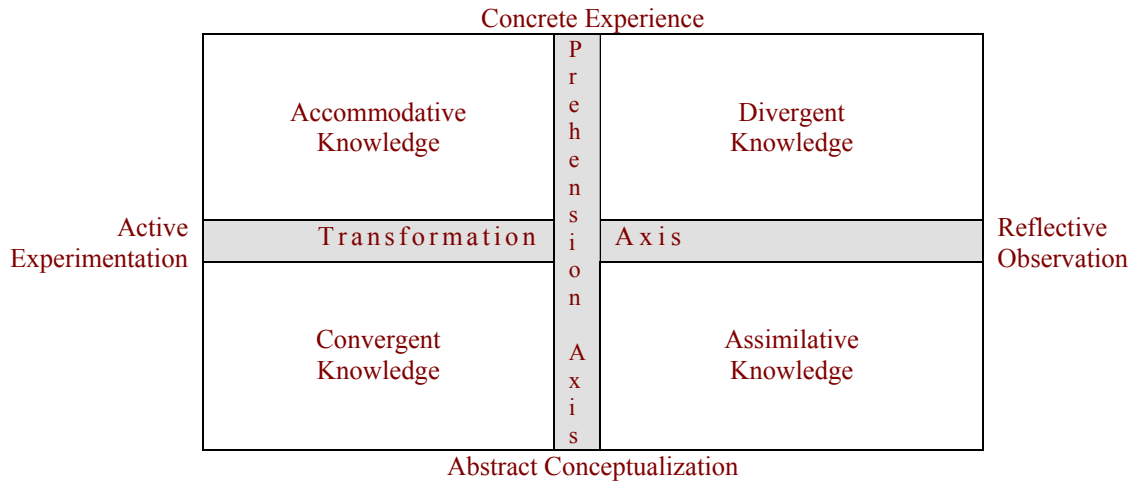 Concrete Experience
Prehension Axis
Accommodative
Knowledge
Divergent
Knowledge
Active
Experimentation
Transformation Axis
Reflective
Observation
Convergent
Knowledge
Assimilative
Knowledge
Abstract Conceptualization